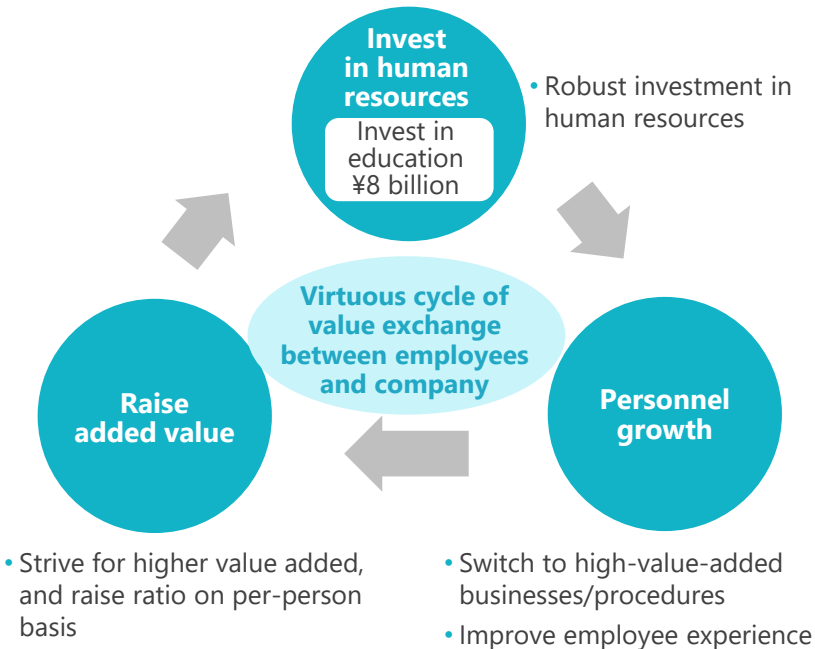 Invest
in human
resources
Invest in
education
¥8 billion
• Robust investment in
human resources
Virtuous cycle of
value exchange
between employees
and company
Raise
added value
Personnel
growth
• Strive for higher value added,
and raise ratio on per-person
basis
• Switch to high-value-added
businesses/procedures
• Improve employee experience